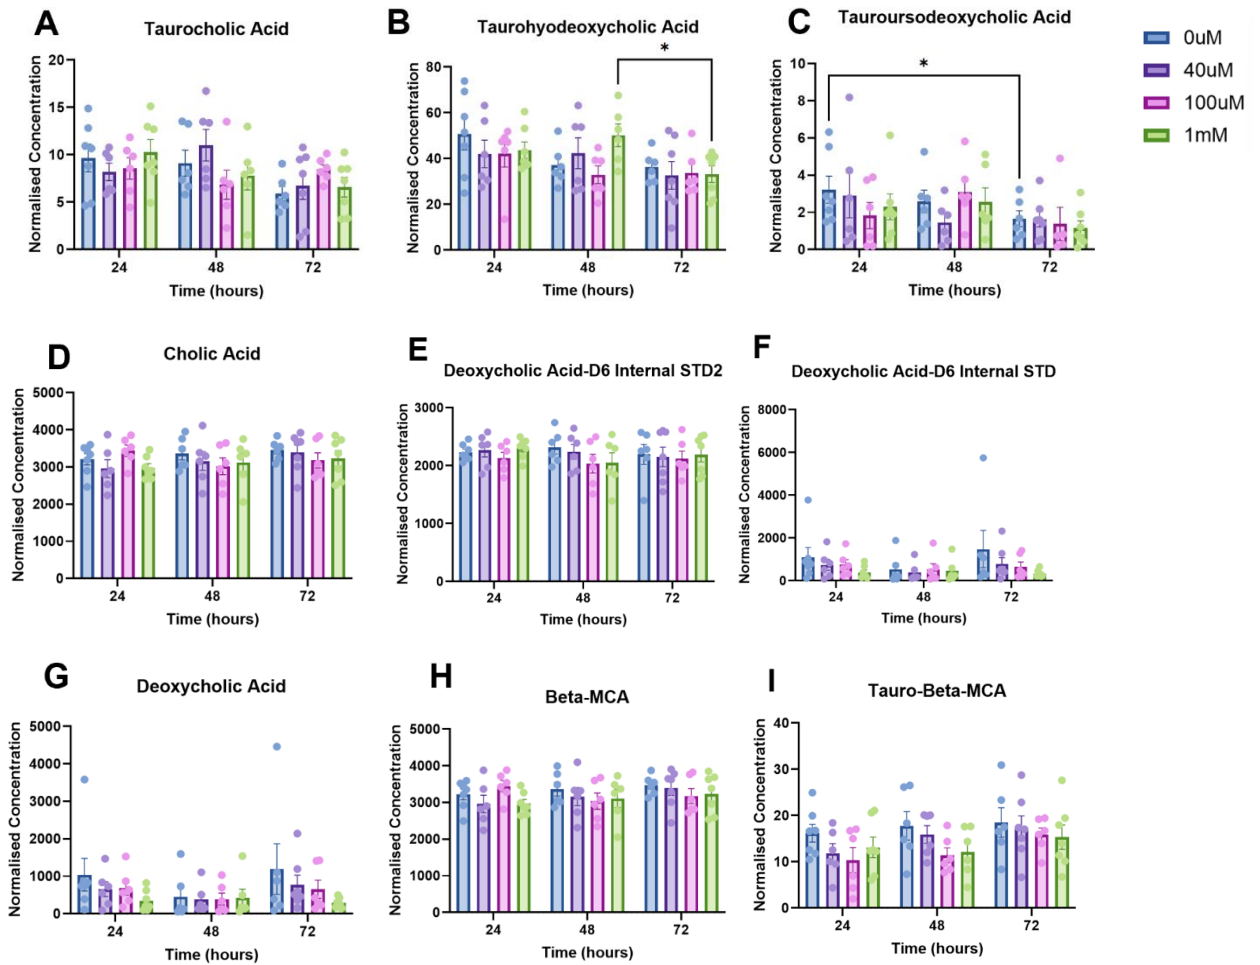 A
Taurocholic Acid
Normalised Concentration
20
15
10
5
0
24
48
72
Time (hours)
B
Taurohyodeoxycholic Acid
*
Normalised Concentration
80
60
40
20
0
24
48
72
Time (hours)
C
Tauroursodeoxycholic Acid
*
Normalised Concentration
10
8
6
4
2
0
24
48
72
Time (hours)
0uM
40uM
100uM
1mM
D
Cholic Acid
Normalised Concentration
5000
4000
3000
2000
1000
0
24
48
72
Time (hours)
E
Deoxycholic Acid-D6 Internal STD2
Normalised Concentration
3000
2000
1000
0
24
48
72
Time (hours)
F
Deoxycholic Acid-D6 Internal STD
Normalised Concentration
8000
6000
4000
2000
0
24
48
72
Time (hours)
G
Deoxycholic Acid
Normalised Concentration
5000
4000
3000
2000
1000
0
24
48
72
Time (hours)
H
Beta-MCA
Normalised Concentration
5000
4000
3000
2000
1000
0
24
48
72
Time (hours)
I
Tauro-Beta-MCA
Normalised Concentration
40
30
20
10
0
24
48
72
Time (hours)